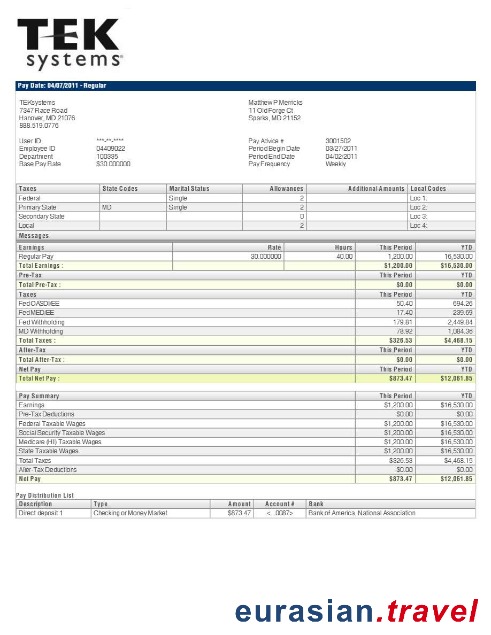 TEK
systems
Pay Date: 04/07/2011 - Regular
TEKsystems
7347 Race Road
Hanover, MD 21076
888.519.0776
Matthew P Merricks
11 Old Forge Ct
Sparks, MD 21152
User ID ***-**-****
Employee ID 04409022
Department 100395
Base Pay Rate $30.000000
Pay Advice # 3001502
Period Begin Date 03/27/2011
Period End Date 04/02/2011
Pay Frequency Weekly
Taxes State Codes Marital Status Allowances Additional Amounts Local Codes
Federal Single 2 Loc 1:
Primary State MD Single 2 Loc 2:
Secondary State 0 Loc 3:
Local 2 Loc 4:
Messages
Earnings Rate Hours This Period YTD
Regular Pay 30.000000 40.00 1,200.00 16,530.00
Total Earnings : $1,200.00 $16,530.00
Pre-Tax This Period YTD
Total Pre-Tax : $0.00 $0.00
Taxes This Period YTD
Fed OASDI/EE 50.40 694.26
Fed MED/EE 17.40 239.69
Fed Withholding 179.81 2,449.84
MD Withholding 78.92 1,084.36
Total Taxes : $326.53 $4,468.15
After-Tax This Period YTD
Total After-Tax : $0.00 $0.00
Net Pay This Period YTD
Total Net Pay : $873.47 $12,061.85
Pay Summary This Period YTD
Earnings $1,200.00 $16,530.00
Pre-Tax Deductions $0.00 $0.00
Federal Taxable Wages $1,200.00 $16,530.00
Social Security Taxable Wages $1,200.00 $16,530.00
Medicare (HI) Taxable Wages $1,200.00 $16,530.00
State Taxable Wages $1,200.00 $16,530.00
Total Taxes $326.53 $4,468.15
After-Tax Deductions $0.00 $0.00
Net Pay $873.47 $12,061.85
Pay Distribution List
Description Type Amount Account # Bank
Direct deposit 1 Checking or Money Market $873.47 <...0087> Bank of America, National Association
eurasian.travel